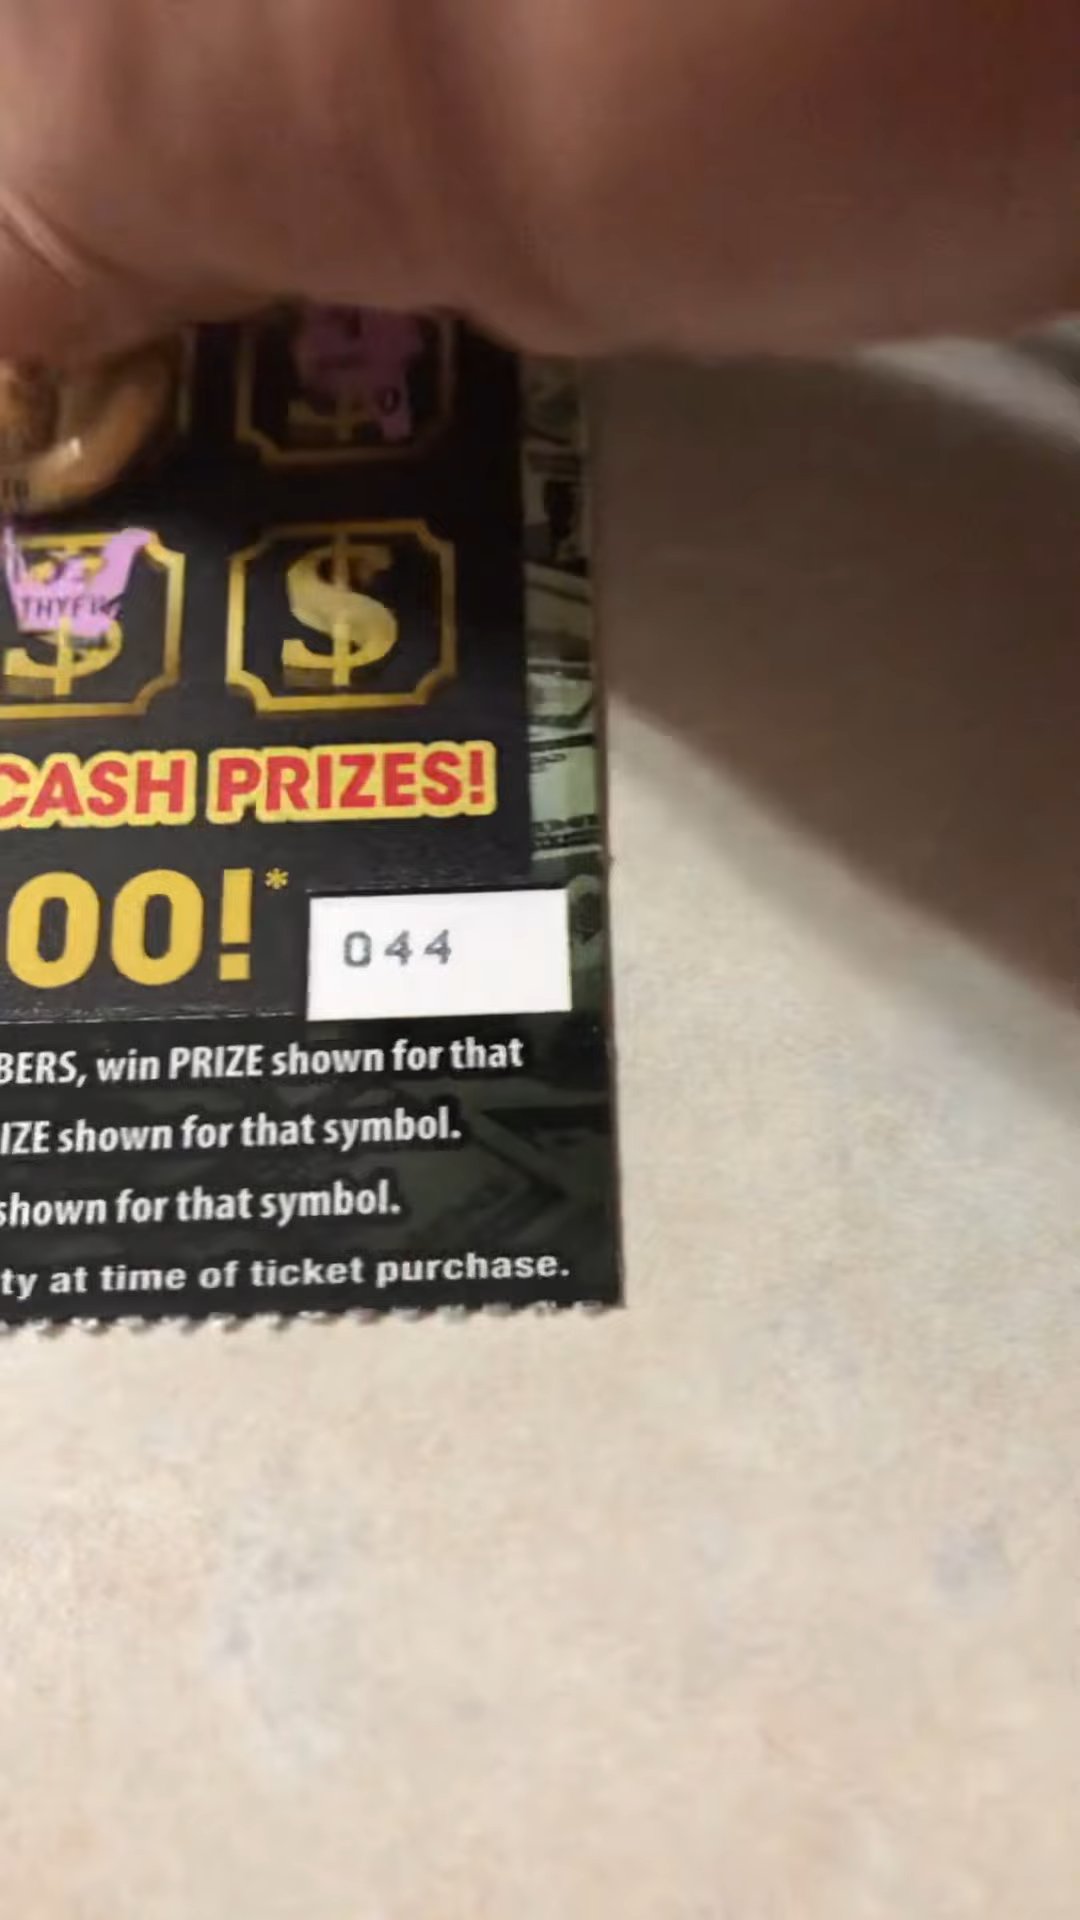 $
CASH PRIZES!
00!*
044
BERS, win PRIZE shown for that
IZE shown for that symbol.
shown for that symbol.
ty at time of ticket purchase.